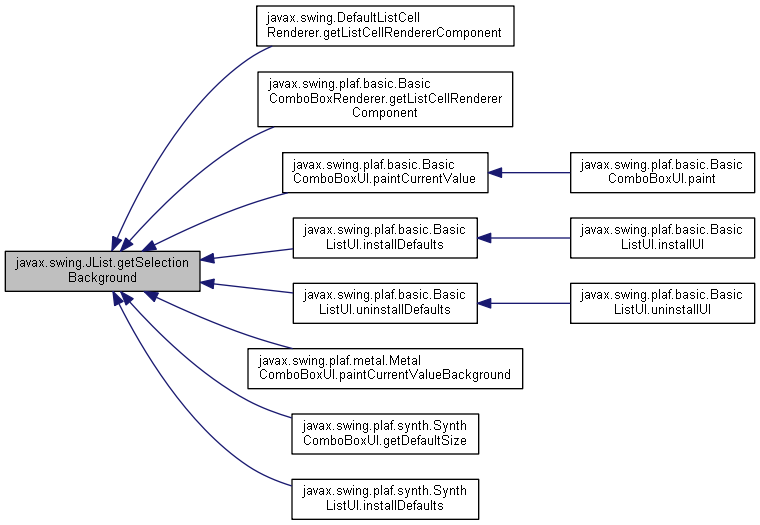 javax.swing.DefaultListCell
Renderer.getListCellRendererComponent
javax.swing.plaf.basic.Basic
ComboBoxRenderer.getListCellRenderer
Component
javax.swing.plaf.basic.Basic
ComboBoxUI.paintCurrentValue
javax.swing.plaf.basic.Basic
ComboBoxUI.paint
javax.swing.plaf.basic.Basic
ListUI.installDefaults
javax.swing.plaf.basic.Basic
ListUI.installUI
javax.swing.JList.getSelection
Background
javax.swing.plaf.basic.Basic
ListUI.uninstallDefaults
javax.swing.plaf.basic.Basic
ListUI.uninstallUI
javax.swing.plaf.metal.Metal
ComboBoxUI.paintCurrentValueBackground
javax.swing.plaf.synth.Synth
ComboBoxUI.getDefaultSize
javax.swing.plaf.synth.Synth
ListUI.installDefaults